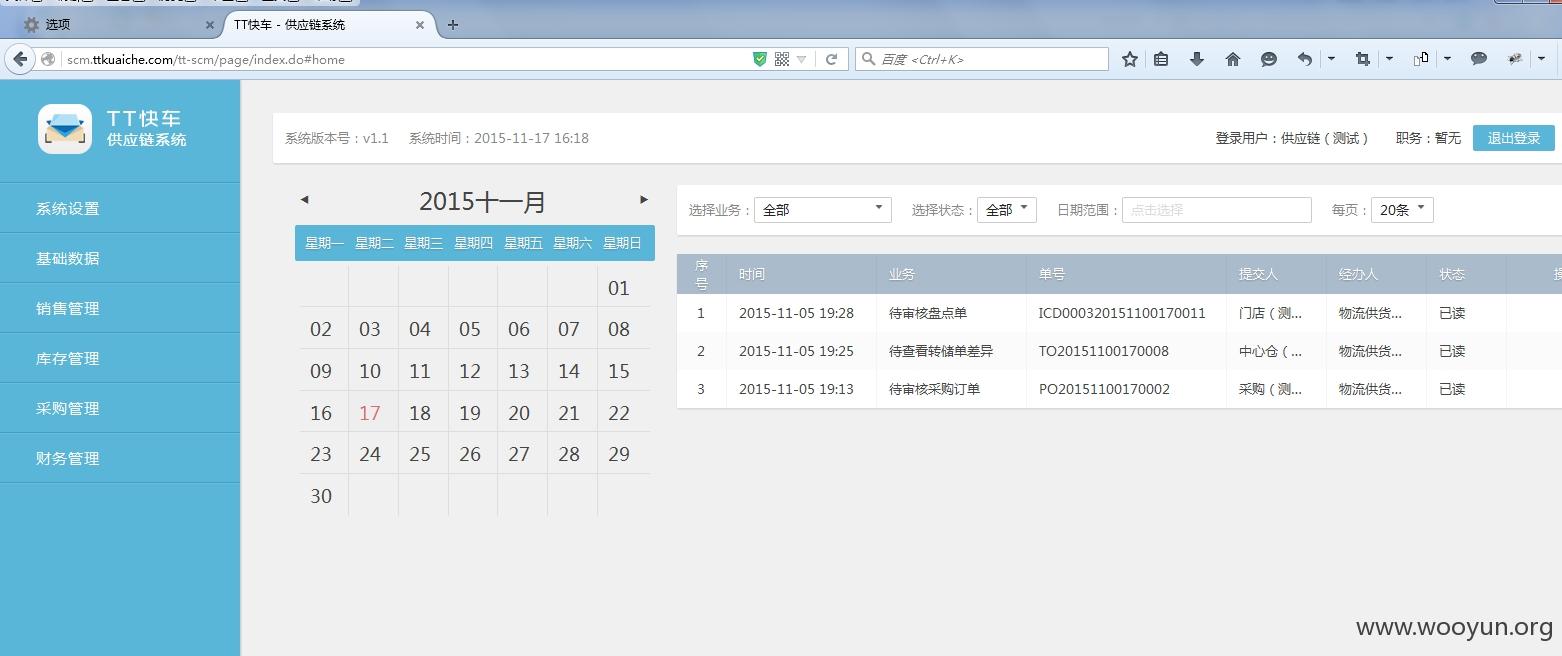 选项
TT快车 - 供应链系统
scm.ttkuaiche.com/tt-scm/page/index.do#home
百度 <Ctrl+K>
TT快车
供应链系统
系统设置
基础数据
销售管理
库存管理
采购管理
财务管理
系统版本号：v1.1 系统时间：2015-11-17 16:18
登录用户：供应链（测试） 职务：暂无 退出登录
2015十一月
星期一 星期二 星期三 星期四 星期五 星期六 星期日
01
02 03 04 05 06 07 08
09 10 11 12 13 14 15
16 17 18 19 20 21 22
23 24 25 26 27 28 29
30
选择业务：全部 选择状态：全部 日期范围：点击选择 每页：20条
序号 时间 业务 单号 提交人 经办人 状态
1 2015-11-05 19:28 待审核盘点单 ICD000320151100170011 门店（测... 物流供货... 已读
2 2015-11-05 19:25 待查看转储单差异 TO20151100170008 中心仓（... 物流供货... 已读
3 2015-11-05 19:13 待审核采购订单 PO20151100170002 采购（测... 物流供货... 已读
www.wooyun.org